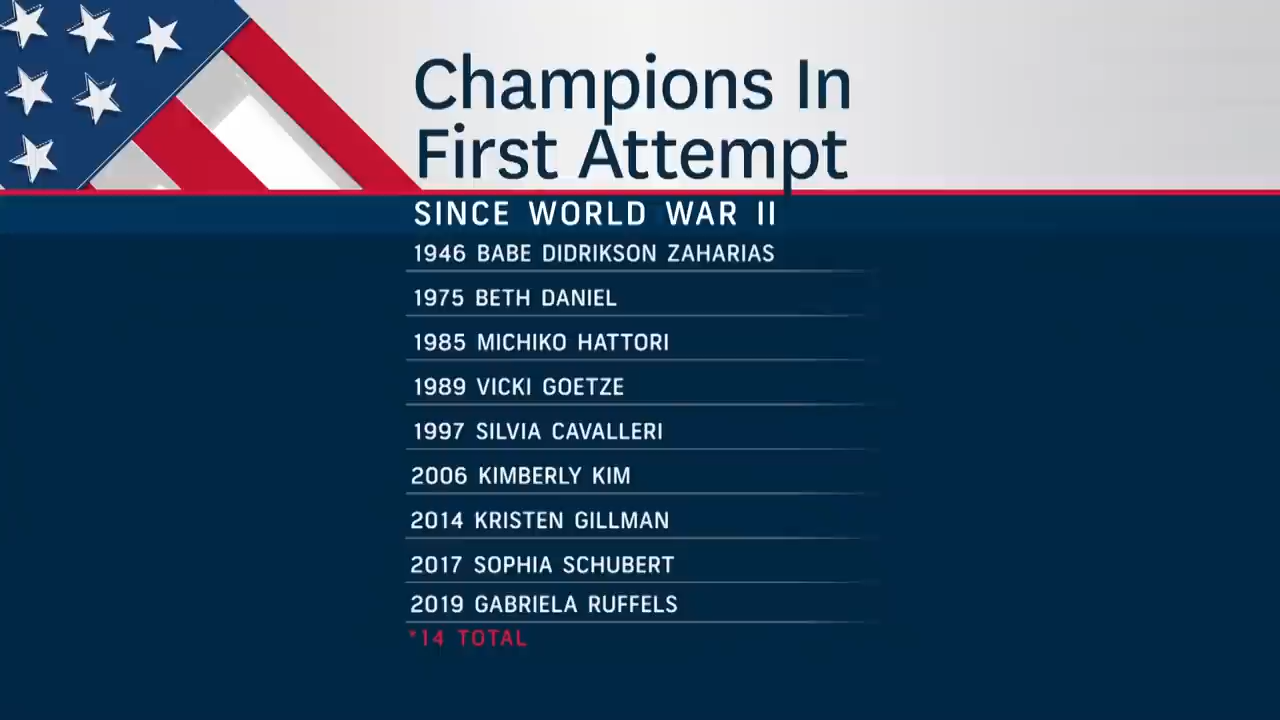 Champions In
First Attempt
SINCE WORLD WAR II
1946 BABE DIDRIKSON ZAHARIAS
1975 BETH DANIEL
1985 MICHIKO HATTORI
1989 VICKI GOETZE
1997 SILVIA CAVALLERI
2006 KIMBERLY KIM
2014 KRISTEN GILLMAN
2017 SOPHIA SCHUBERT
2019 GABRIELA RUFFELS
*14 TOTAL